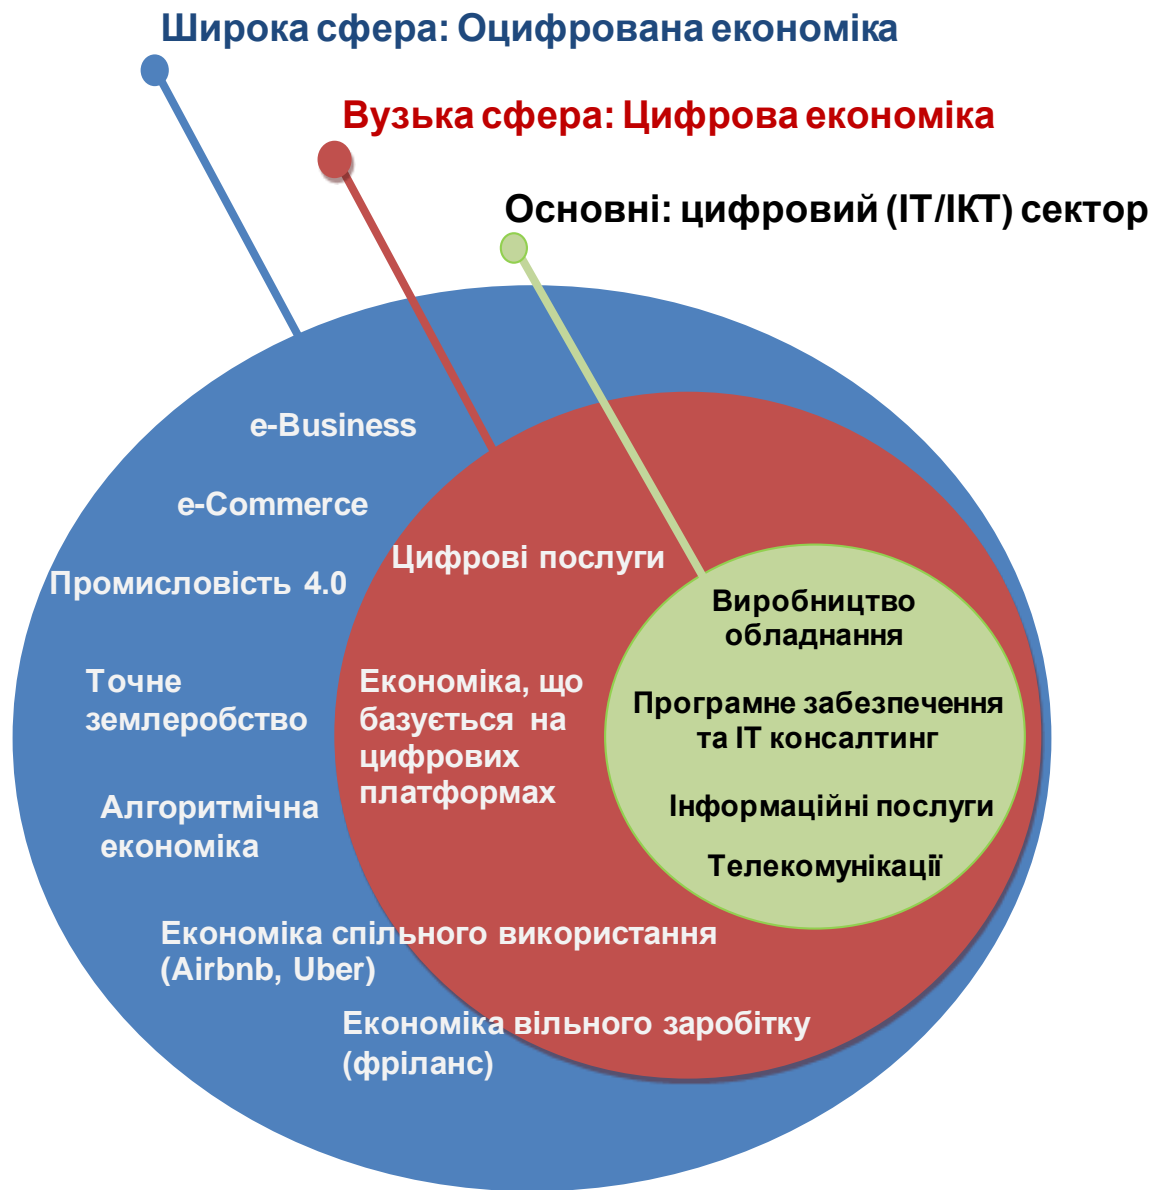 Широка сфера: Оцифрована економіка
Вузька сфера: Цифрова економіка
Основні: цифровий (ІТ/ІКТ) сектор
e-Business
e-Commerce
Промисловість 4.0
Точне
землеробство
Алгоритмічна
економіка
Цифрові послуги
Економіка, що
базується на
цифрових
платформах
Виробництво
обладнання
Програмне забезпечення
та ІТ консалтинг
Інформаційні послуги
Телекомунікації
Економіка спільного використання
(Airbnb, Uber)
Економіка вільного заробітку
(фріланс)